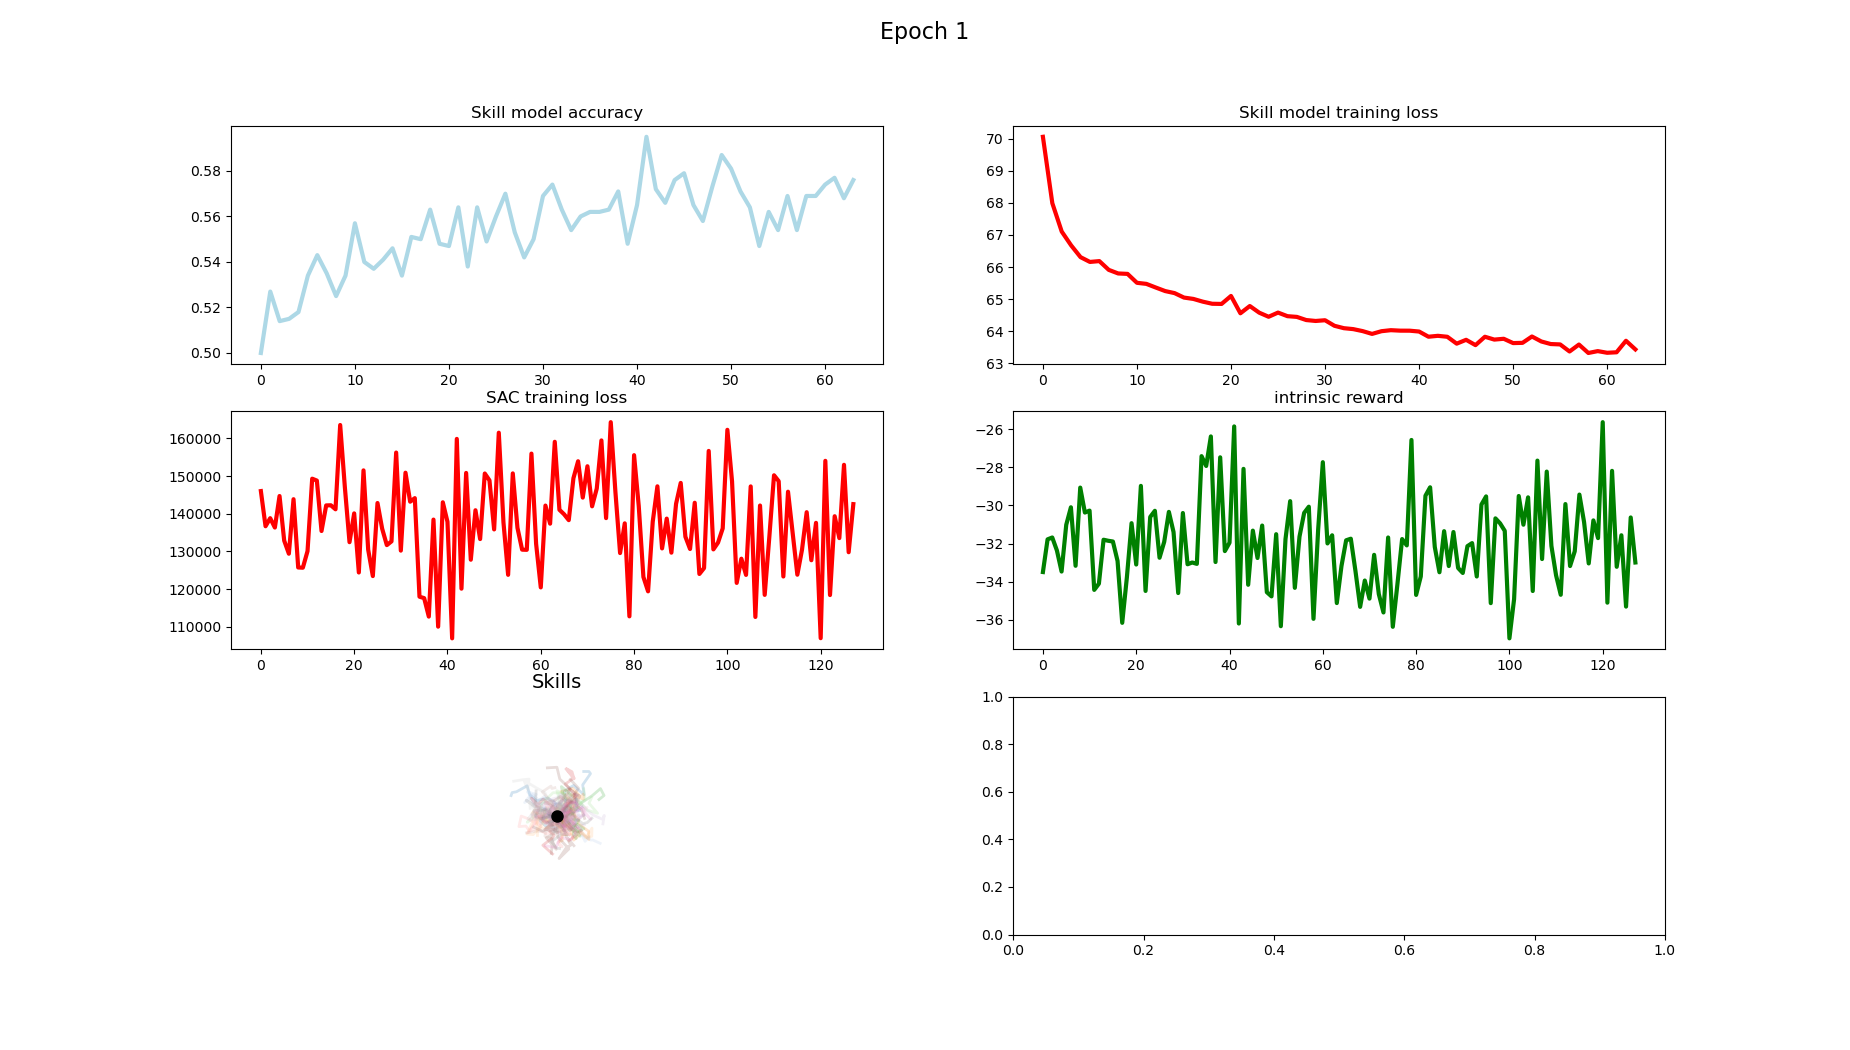 Epoch 1
Skill model accuracy
0.58
0.56
0.54
0.52
0.50
0 10 20 30 40 50 60
Skill model training loss
70
69
68
67
66
65
64
63
0 10 20 30 40 50 60
SAC training loss
160000
150000
140000
130000
120000
110000
0 20 40 60 80 100 120
intrinsic reward
−26
−28
−30
−32
−34
−36
0 20 40 60 80 100 120
Skills
1.0
0.8
0.6
0.4
0.2
0.0
0.0 0.2 0.4 0.6 0.8 1.0